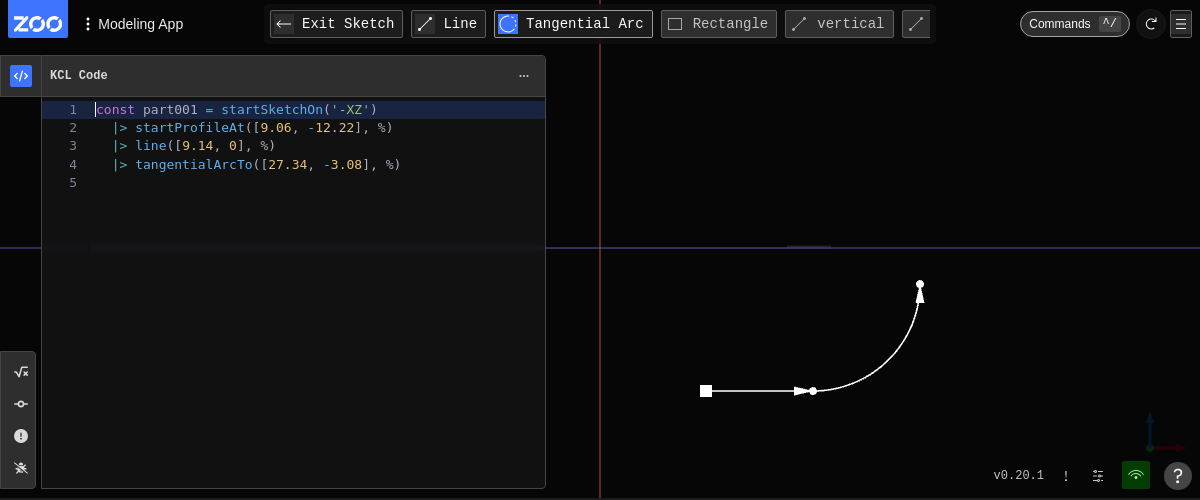 ZOO
Modeling App
Exit Sketch
Line
Tangential Arc
Rectangle
vertical
Commands ^/
KCL Code
1 const part001 = startSketchOn('-XZ')
2 |> startProfileAt([9.06, -12.22], %)
3 |> line([9.14, 0], %)
4 |> tangentialArcTo([27.34, -3.08], %)
5
v0.20.1
!
?